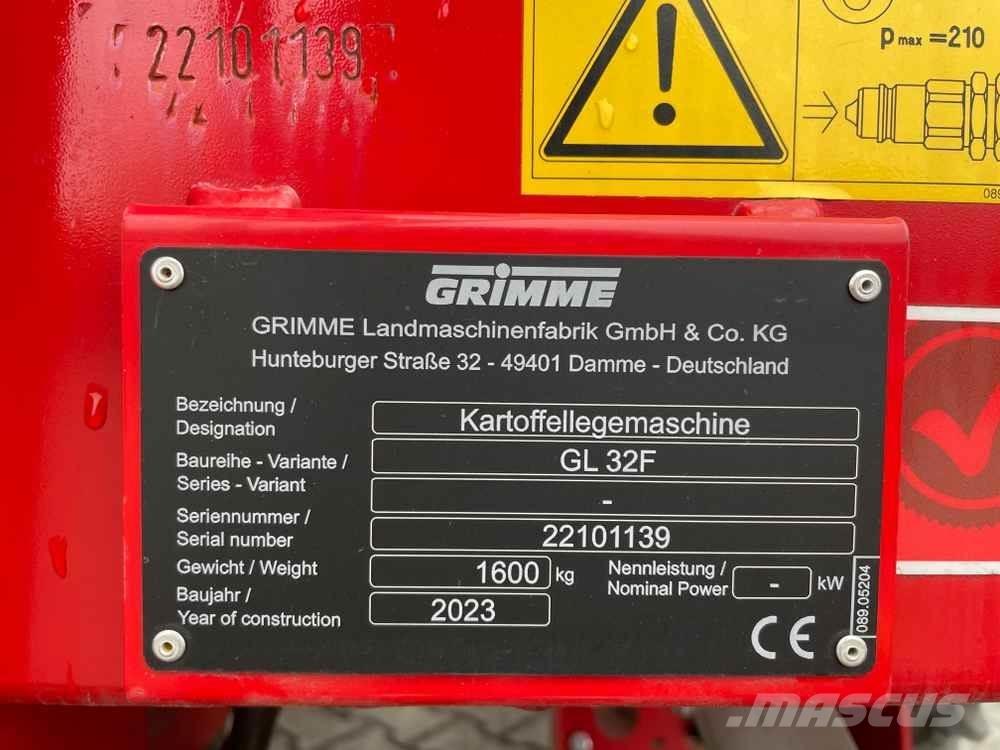 22101139
p max =210
089
GRIMME
GRIMME Landmaschinenfabrik GmbH & Co. KG
Hunteburger Straße 32 - 49401 Damme - Deutschland
Bezeichnung /
Designation
Kartoffellegemaschine
Baureihe - Variante /
Series - Variant
GL 32F
-
Seriennummer /
Serial number
22101139
Gewicht / Weight
1600 kg
Nennleistung /
Nominal Power
- kW
Baujahr /
Year of construction
2023
CE
089.05204
MASCUS